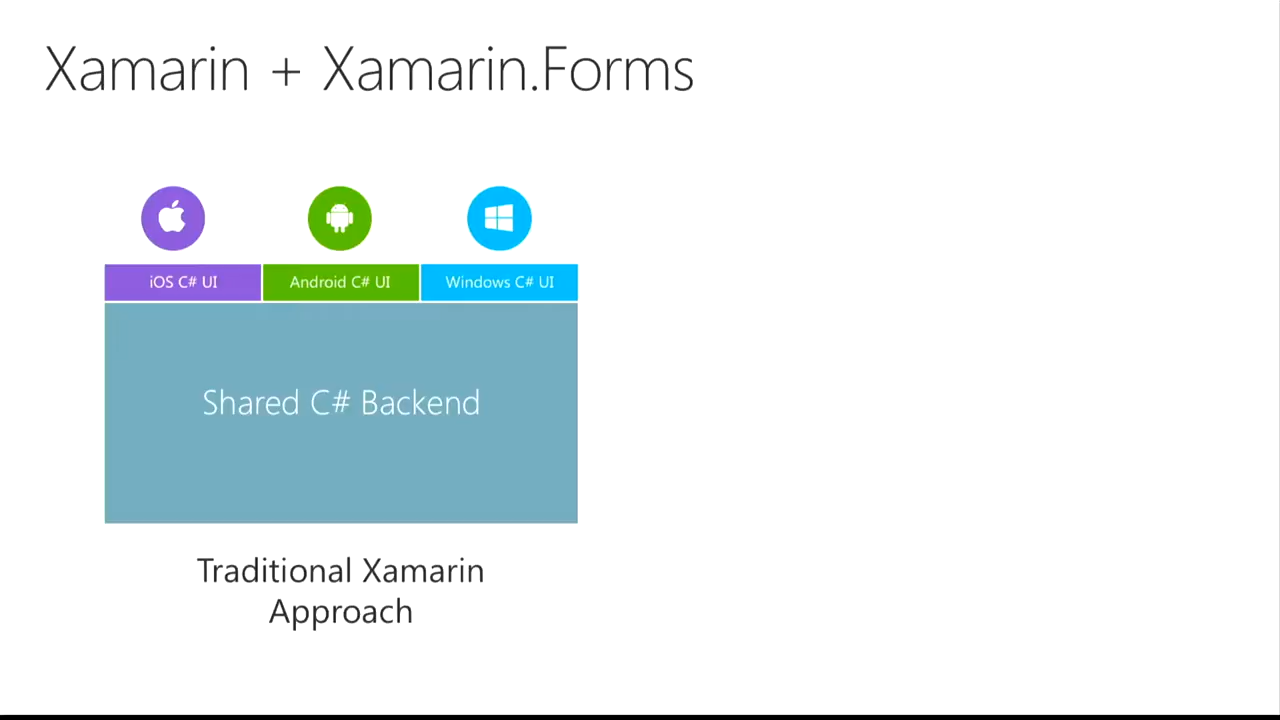 Xamarin + Xamarin.Forms
iOS C# UI
Android C# UI
Windows C# UI
Shared C# Backend
Traditional Xamarin
Approach